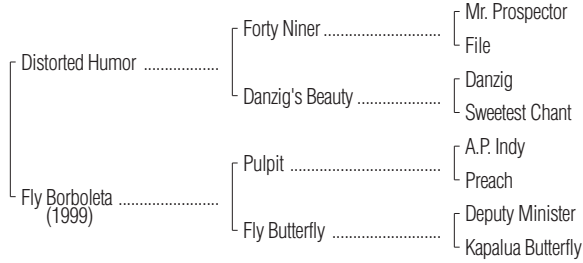 Mr. Prospector
Forty Niner ........................................
File
Distorted Humor ...................
Danzig
Danzig's Beauty ............................
Sweetest Chant
A.P. Indy
Pulpit ..................................................
Preach
Fly Borboleta .........................
(1999)
Deputy Minister
Fly Butterfly ....................................
Kapalua Butterfly